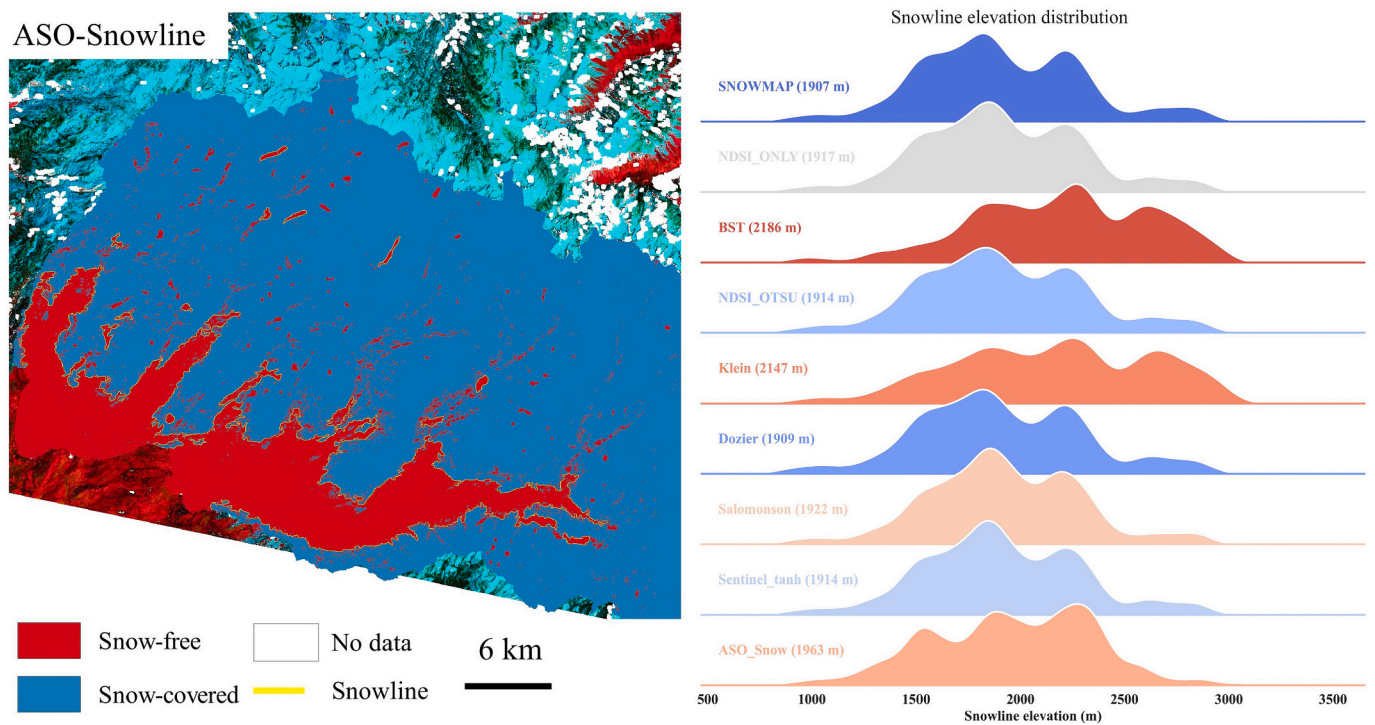 ASO-Snowline
Snow-free
No data
6 km
Snow-covered
Snowline
Snowline elevation distribution
SNOWMAP (1907 m)
NDSI_ONLY (1917 m)
BST (2186 m)
NDSI_OTSU (1914 m)
Klein (2147 m)
Dozier (1909 m)
Salomonson (1922 m)
Sentinel_tanh (1914 m)
ASO_Snow (1963 m)
500 1000 1500 2000 2500 3000 3500
Snowline elevation (m)